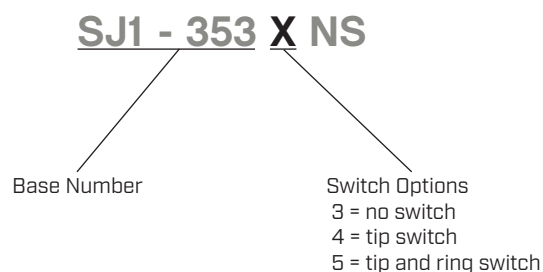 SJ1 - 353 X NS
Base Number
Switch Options
3 = no switch
4 = tip switch
5 = tip and ring switch